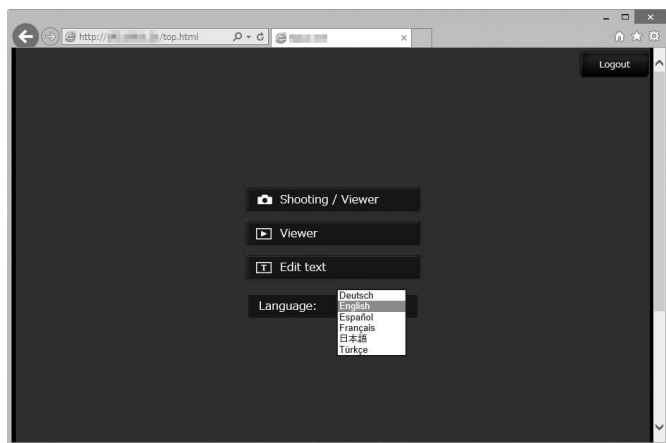 http:// /top.html
Logout
Shooting / Viewer
Viewer
Edit text
Language:
Deutsch
English
Español
Français
日本語
Türkçe